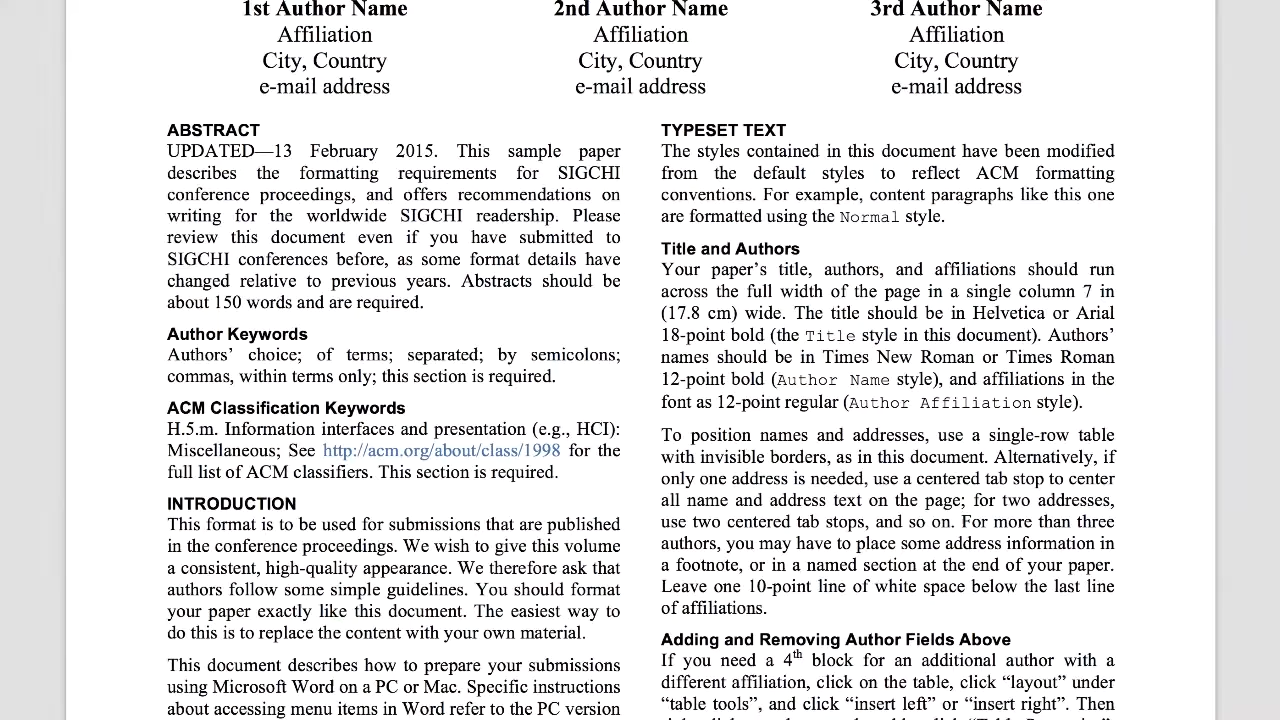 1st Author Name
Affiliation
City, Country
e-mail address
2nd Author Name
Affiliation
City, Country
e-mail address
3rd Author Name
Affiliation
City, Country
e-mail address
ABSTRACT
UPDATED—13 February 2015. This sample paper
describes the formatting requirements for SIGCHI
conference proceedings, and offers recommendations on
writing for the worldwide SIGCHI readership. Please
review this document even if you have submitted to
SIGCHI conferences before, as some format details have
changed relative to previous years. Abstracts should be
about 150 words and are required.
Author Keywords
Authors’ choice; of terms; separated; by semicolons;
commas, within terms only; this section is required.
ACM Classification Keywords
H.5.m. Information interfaces and presentation (e.g., HCI):
Miscellaneous; See http://acm.org/about/class/1998 for the
full list of ACM classifiers. This section is required.
INTRODUCTION
This format is to be used for submissions that are published
in the conference proceedings. We wish to give this volume
a consistent, high-quality appearance. We therefore ask that
authors follow some simple guidelines. You should format
your paper exactly like this document. The easiest way to
do this is to replace the content with your own material.
This document describes how to prepare your submissions
using Microsoft Word on a PC or Mac. Specific instructions
about accessing menu items in Word refer to the PC version
TYPESET TEXT
The styles contained in this document have been modified
from the default styles to reflect ACM formatting
conventions. For example, content paragraphs like this one
are formatted using the Normal style.
Title and Authors
Your paper’s title, authors, and affiliations should run
across the full width of the page in a single column 7 in
(17.8 cm) wide. The title should be in Helvetica or Arial
18-point bold (the Title style in this document). Authors’
names should be in Times New Roman or Times Roman
12-point bold (Author Name style), and affiliations in the
font as 12-point regular (Author Affiliation style).
To position names and addresses, use a single-row table
with invisible borders, as in this document. Alternatively, if
only one address is needed, use a centered tab stop to center
all name and address text on the page; for two addresses,
use two centered tab stops, and so on. For more than three
authors, you may have to place some address information in
a footnote, or in a named section at the end of your paper.
Leave one 10-point line of white space below the last line
of affiliations.
Adding and Removing Author Fields Above
If you need a 4th block for an additional author with a
different affiliation, click on the table, click “layout” under
“table tools”, and click “insert left” or “insert right”. Then